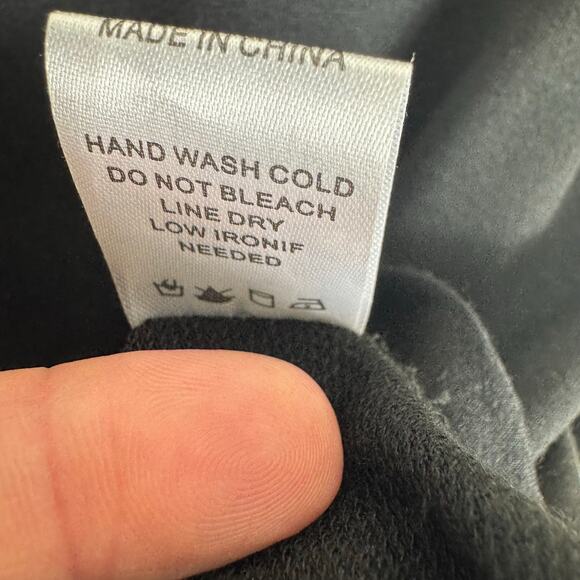 MADE IN CHINA
HAND WASH COLD
DO NOT BLEACH
LINE DRY
LOW IRONIF
NEEDED